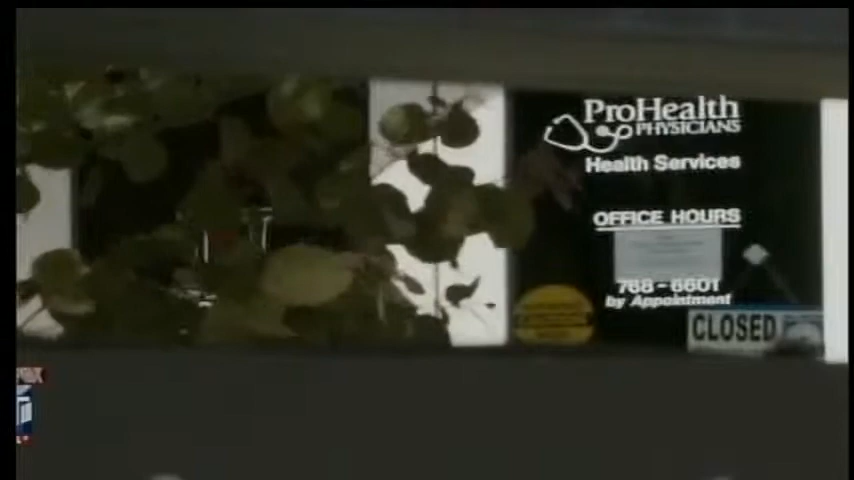 ProHealth
PHYSICIANS
Health Services
OFFICE HOURS
768-6601
by Appointment
CLOSED